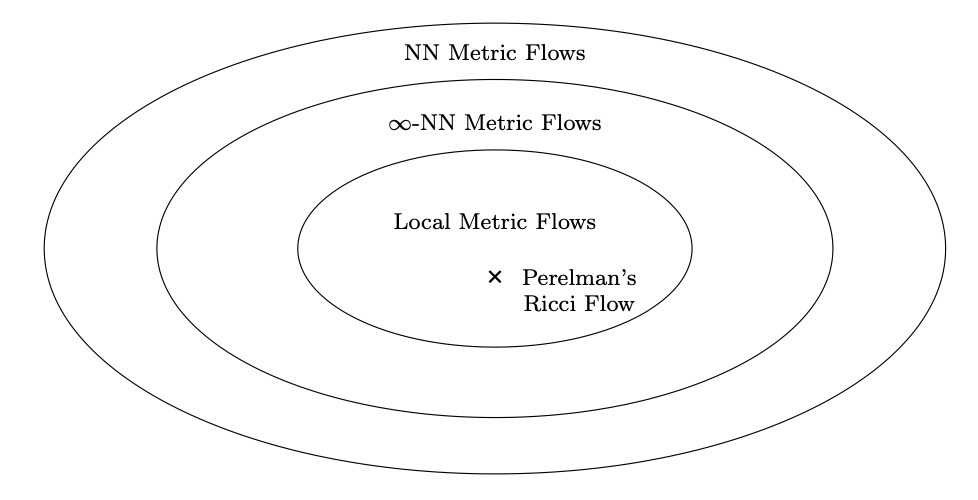 NN Metric Flows
∞-NN Metric Flows
Local Metric Flows
× Perelman's
Ricci Flow